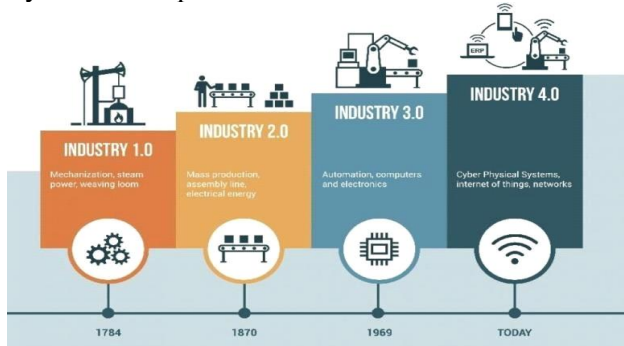 ERP
INDUSTRY 1.0
Mechanization, steam
power, weaving loom
INDUSTRY 2.0
Mass production,
assembly line,
electrical energy
INDUSTRY 3.0
Automation, computers
and electronics
INDUSTRY 4.0
Cyber Physical Systems,
internet of things, networks
1784
1870
1969
TODAY